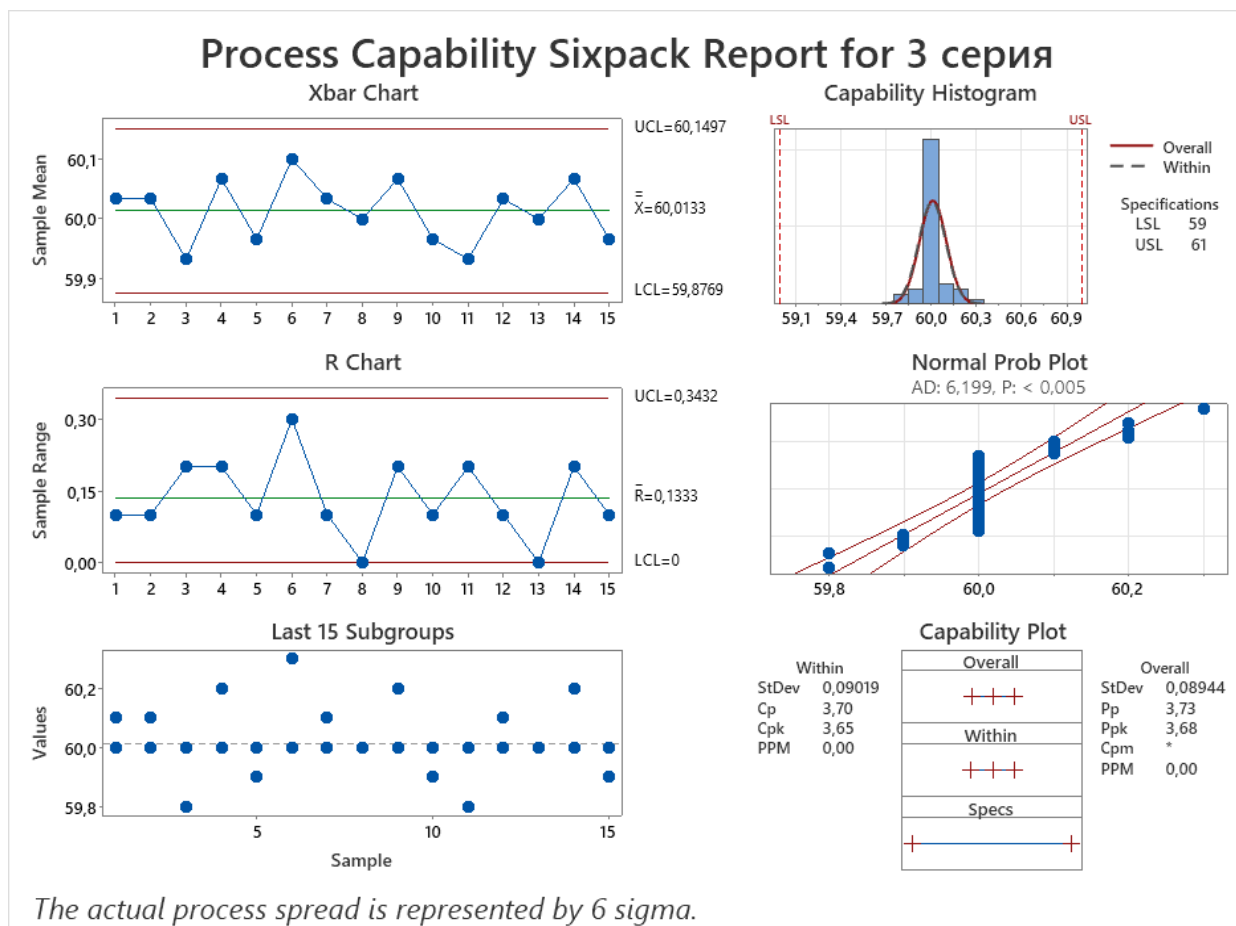 Process Capability Sixpack Report for 3 серия
Xbar Chart
Sample Mean
60,1
60,0
59,9
UCL=60,1497
X=60,0133
LCL=59,8769
1 2 3 4 5 6 7 8 9 10 11 12 13 14 15
Capability Histogram
LSL USL
59,1 59,4 59,7 60,0 60,3 60,6 60,9
Overall
Within
Specifications
LSL 59
USL 61
R Chart
Sample Range
0,30
0,15
0,00
UCL=0,3432
R=0,1333
LCL=0
1 2 3 4 5 6 7 8 9 10 11 12 13 14 15
Normal Prob Plot
AD: 6,199, P: < 0,005
59,8 60,0 60,2
Last 15 Subgroups
Values
60,2
60,0
59,8
5 10 15
Sample
Capability Plot
Within
StDev 0,09019
Cp 3,70
Cpk 3,65
PPM 0,00
Overall
Within
Specs
Overall
StDev 0,08944
Pp 3,73
Ppk 3,68
Cpm *
PPM 0,00
The actual process spread is represented by 6 sigma.